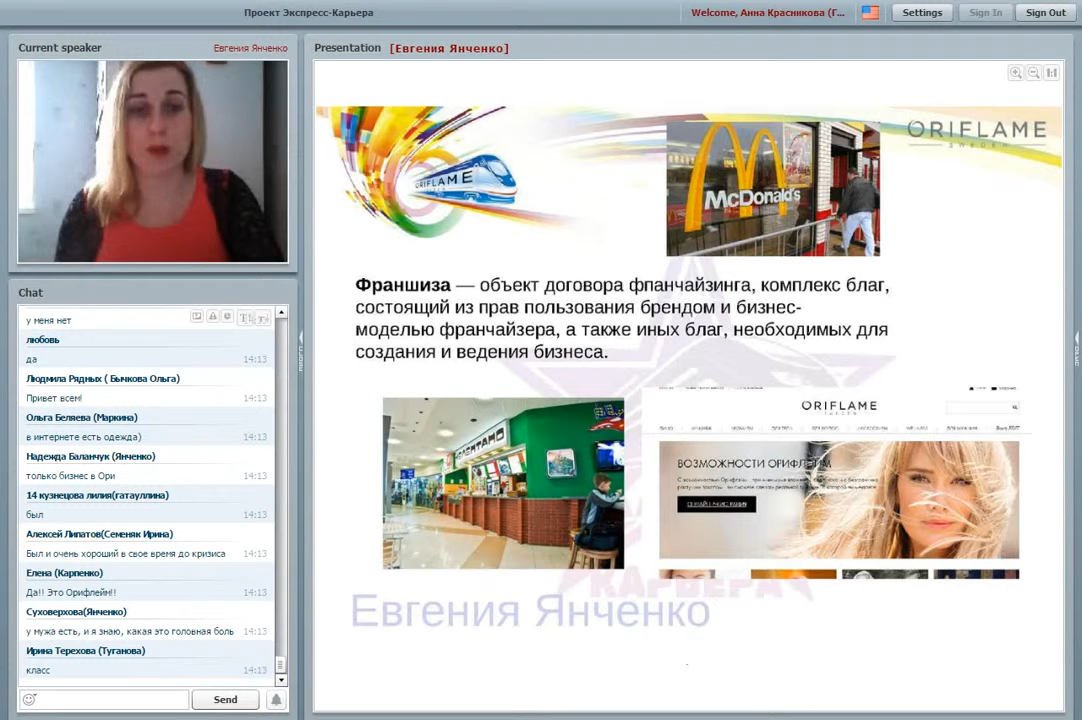 Проект Экспресс-Карьера
Welcome, Анна Красникова (Г...
Settings
Sign In
Sign Out
Current speaker
Евгения Янченко
Presentation [Евгения Янченко]
1:1
ORIFLAME
SWEDEN
ORIFLAME
McDonald's
Франшиза — объект договора фпанчайзинга, комплекс благ,
состоящий из прав пользования брендом и бизнес-
моделью франчайзера, а также иных благ, необходимых для
создания и ведения бизнеса.
ORIFLAME
SWEDEN
ВОЗМОЖНОСТИ ОРИФЛЕЙМ
КАРЬЕРА
Евгения Янченко
Chat
у меня нет
любовь
да 14:13
Людмила Рядных ( Бычкова Ольга)
Привет всем! 14:13
Ольга Беляева (Маркина)
в интернете есть одежда) 14:13
Надежда Баланчук (Янченко)
только бизнес в Ори 14:13
14 кузнецова лилия(гатауллина)
был 14:13
Алексей Липатов(Семеняк Ирина)
Был и очень хороший в свое время до кризиса 14:13
Елена (Карпенко)
Да!! Это Орифлейм!! 14:13
Суховерхова(Янченко)
у мужа есть, и я знаю, какая это головная боль 14:13
Ирина Терехова (Туганова)
класс 14:13
Send